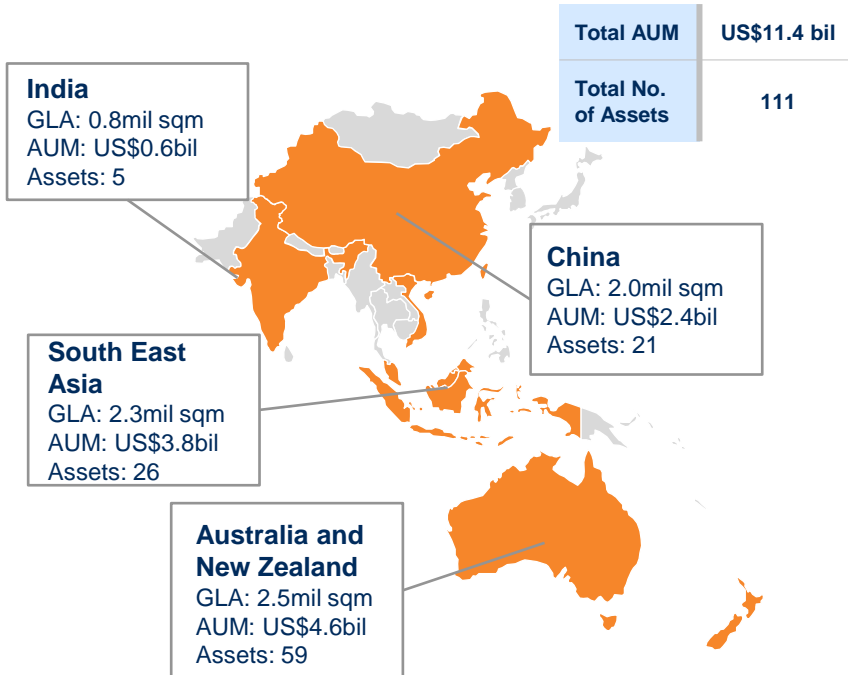 Total AUM US$11.4 bil
Total No.
of Assets
111
India
GLA: 0.8mil sqm
AUM: US$0.6bil
Assets: 5
China
GLA: 2.0mil sqm
AUM: US$2.4bil
Assets: 21
South East
Asia
GLA: 2.3mil sqm
AUM: US$3.8bil
Assets: 26
Australia and
New Zealand
GLA: 2.5mil sqm
AUM: US$4.6bil
Assets: 59